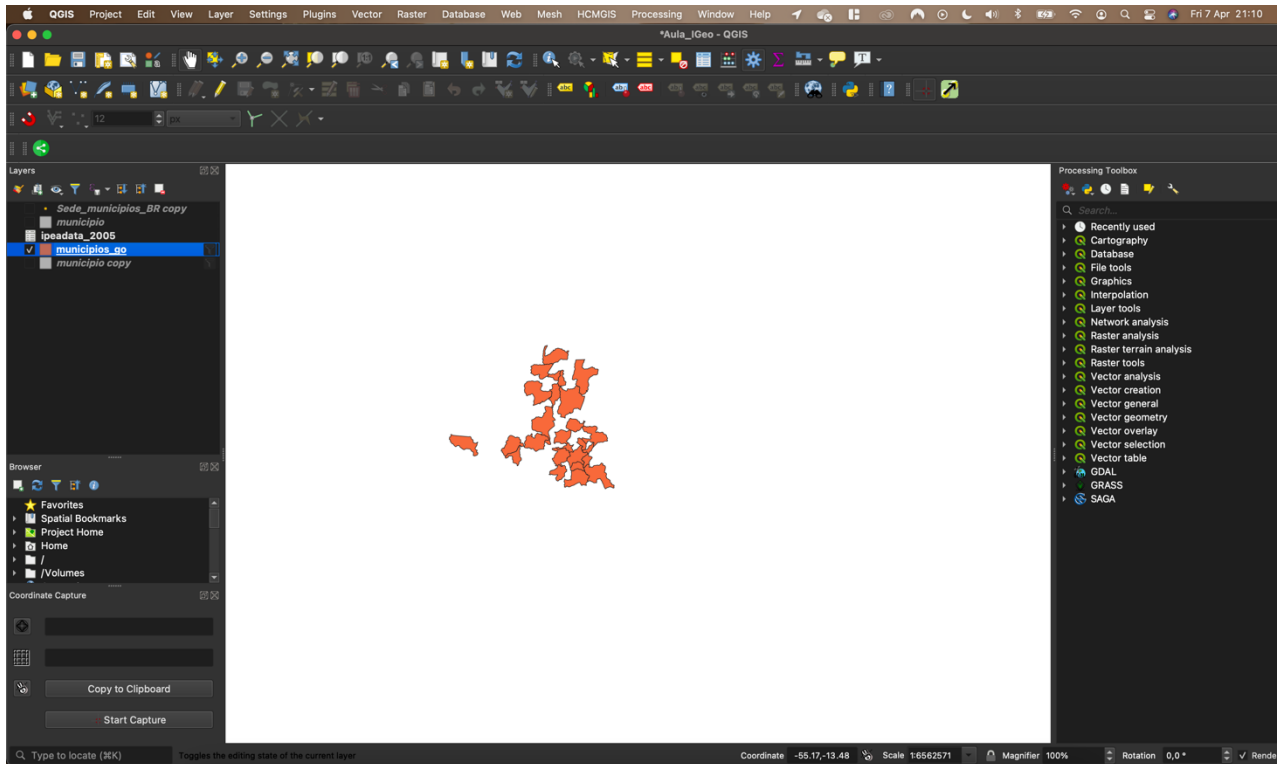 QGIS Project Edit View Layer Settings Plugins Vector Raster Database Web Mesh HCMGIS Processing Window Help Fri 7 Apr 21:10
*Aula_IGeo - QGIS
12 px
Layers
Sede_municipios_BR copy
município
ipeadata_2005
municípios_go
município copy
Browser
Favorites
Spatial Bookmarks
Project Home
Home
/
/Volumes
Coordinate Capture
Copy to Clipboard
Start Capture
Processing Toolbox
Search...
Recently used
Cartography
Database
File tools
Graphics
Interpolation
Layer tools
Network analysis
Raster analysis
Raster terrain analysis
Raster tools
Vector analysis
Vector creation
Vector general
Vector geometry
Vector overlay
Vector selection
Vector table
GDAL
GRASS
SAGA
Type to locate (⌘K) Toggles the editing state of the current layer Coordinate -55.17,-13.48 Scale 1:6562571 Magnifier 100% Rotation 0,0 ° Rende